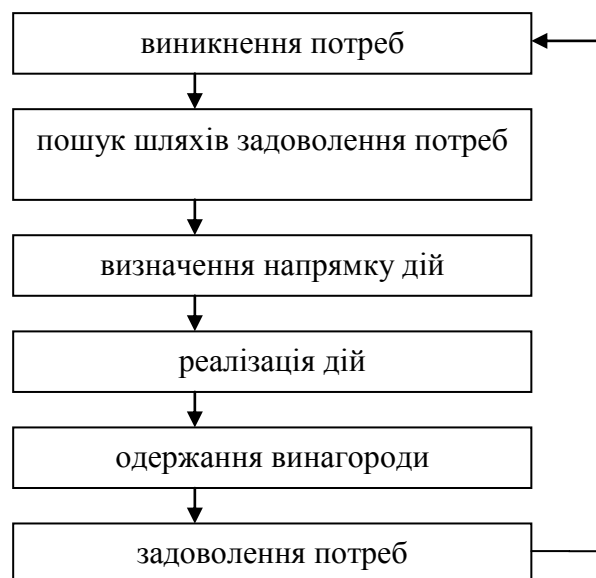 виникнення потреб
пошук шляхів задоволення потреб
визначення напрямку дій
реалізація дій
одержання винагороди
задоволення потреб